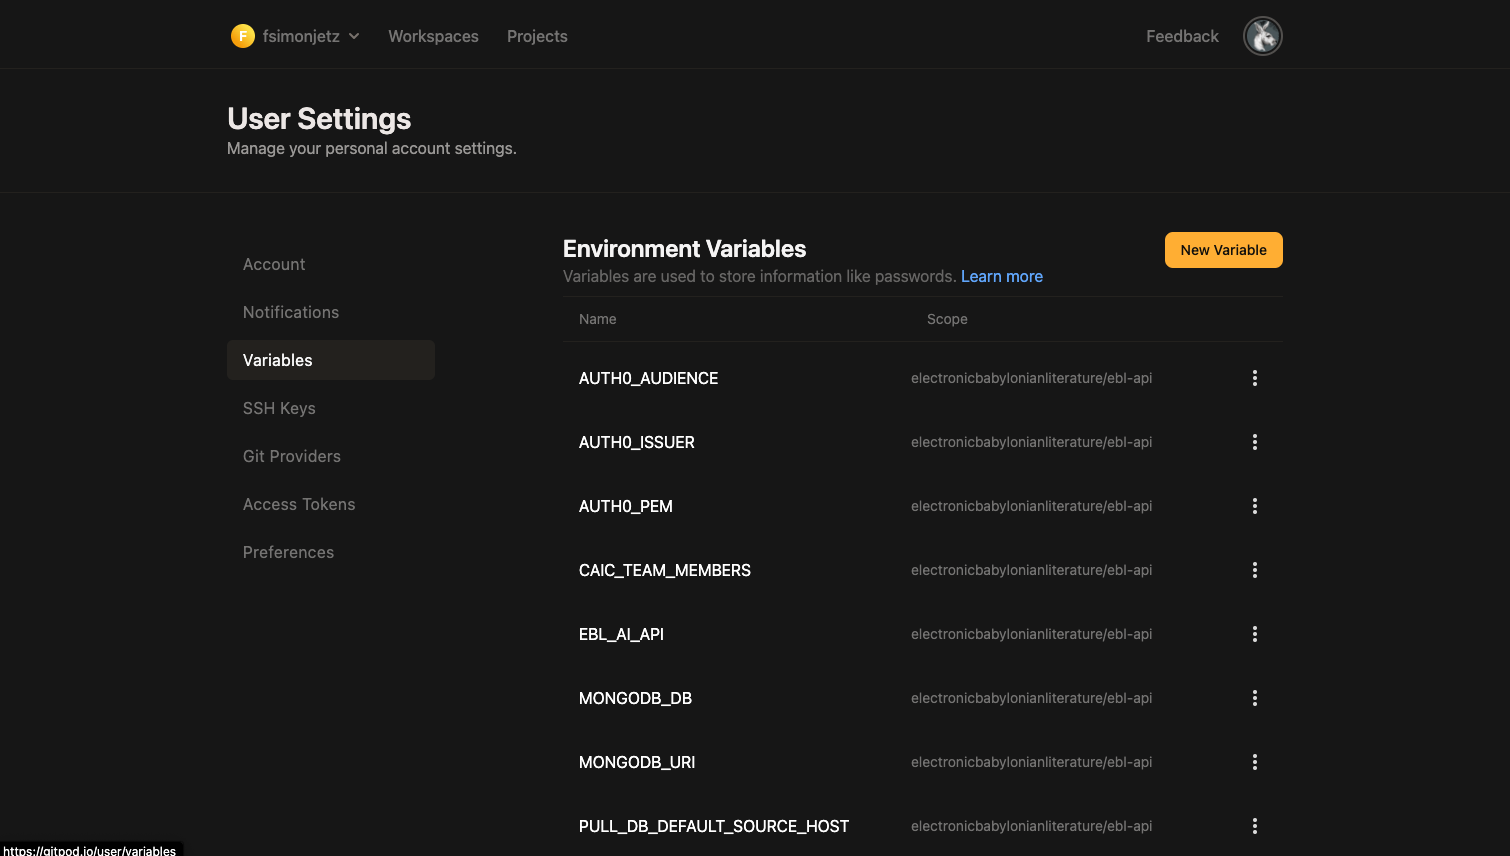 F fsimonjetz Workspaces Projects Feedback
User Settings
Manage your personal account settings.
Account
Notifications
Variables
SSH Keys
Git Providers
Access Tokens
Preferences
Environment Variables
New Variable
Variables are used to store information like passwords. Learn more
Name Scope
AUTH0_AUDIENCE electronicbabylonianliterature/ebl-api
AUTH0_ISSUER electronicbabylonianliterature/ebl-api
AUTH0_PEM electronicbabylonianliterature/ebl-api
CAIC_TEAM_MEMBERS electronicbabylonianliterature/ebl-api
EBL_AI_API electronicbabylonianliterature/ebl-api
MONGODB_DB electronicbabylonianliterature/ebl-api
MONGODB_URI electronicbabylonianliterature/ebl-api
PULL_DB_DEFAULT_SOURCE_HOST electronicbabylonianliterature/ebl-api
https://gitpod.io/user/variables